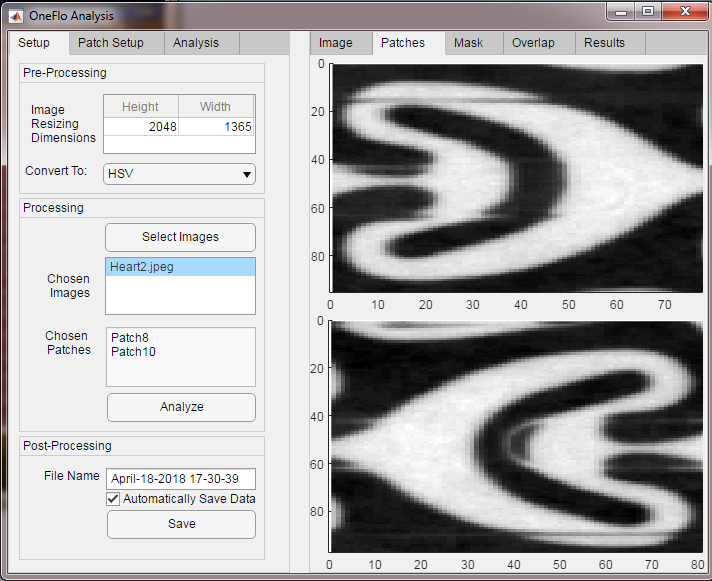 OneFlo Analysis
Setup Patch Setup Analysis
Pre-Processing
Image Resizing Dimensions
Height Width
2048 1365
Convert To: HSV
Processing
Select Images
Chosen Images
Heart2.jpeg
Chosen Patches
Patch8
Patch10
Analyze
Post-Processing
File Name April-18-2018 17-30-39
Automatically Save Data
Save
Image Patches Mask Overlap Results
0
20
40
60
80
0 10 20 30 40 50 60 70
0
20
40
60
80
0 10 20 30 40 50 60 70 80